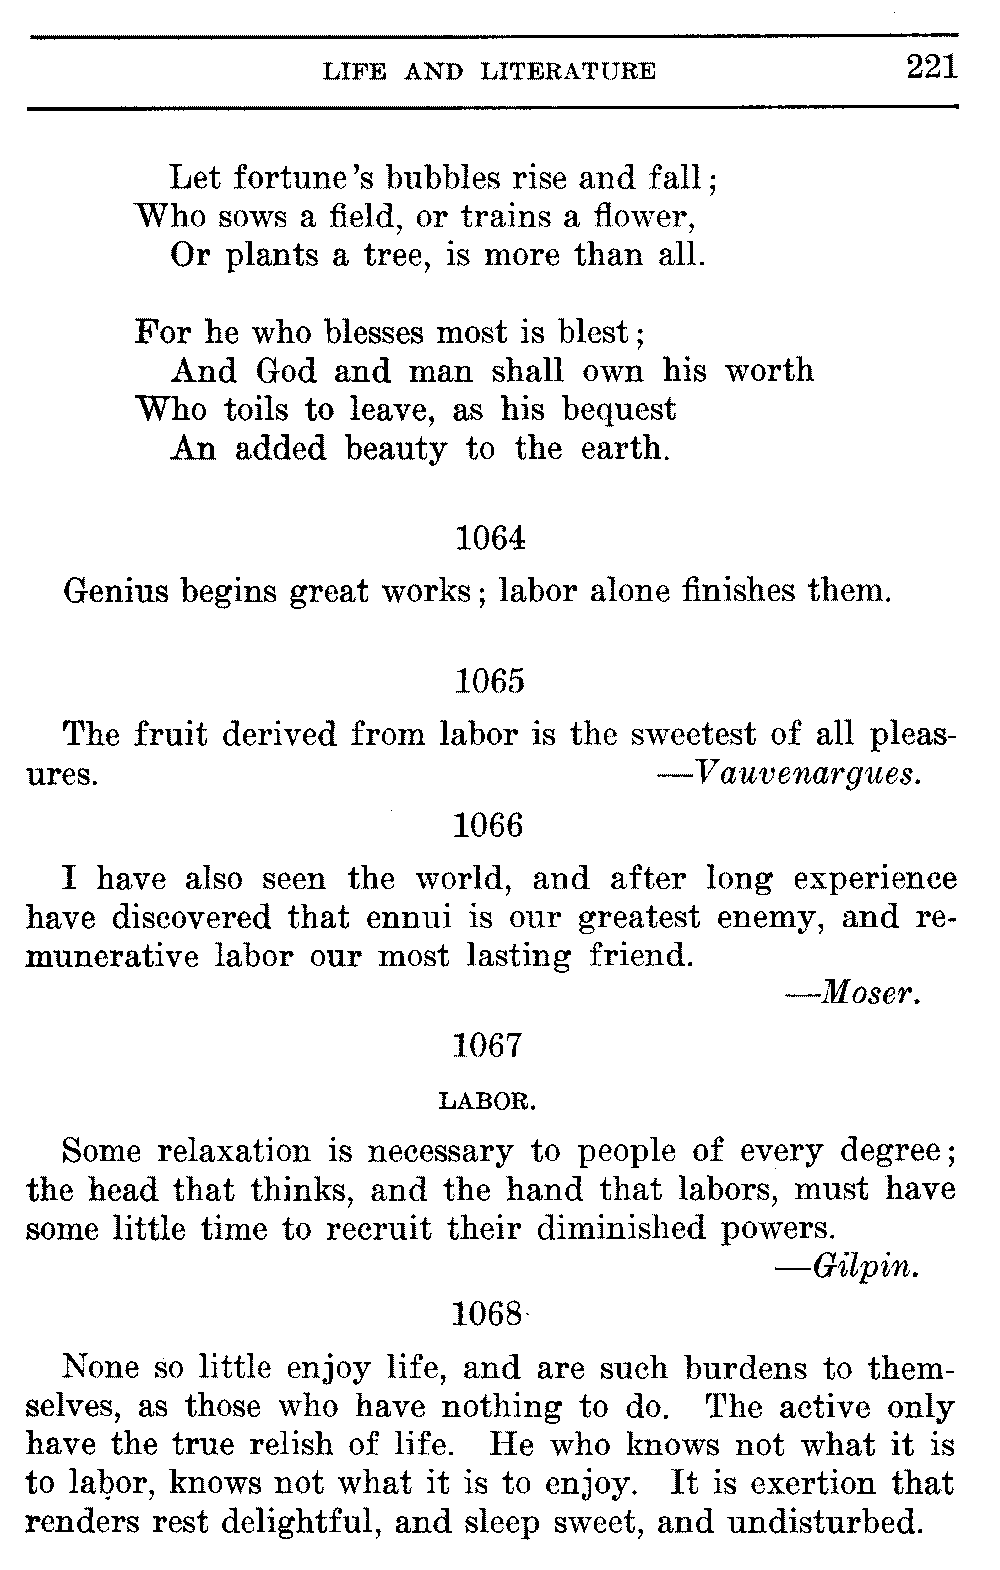 LIFE AND LITERATURE 221
Let fortune's bubbles rise and fall;
Who sows a field, or trains a flower,
Or plants a tree, is more than all.
For he who blesses most is blest;
And God and man shall own his worth
Who toils to leave, as his bequest
An added beauty to the earth.
1064
Genius begins great works; labor alone finishes them.
1065
The fruit derived from labor is the sweetest of all pleas-
ures. —Vauvenargues.
1066
I have also seen the world, and after long experience
have discovered that ennui is our greatest enemy, and re-
munerative labor our most lasting friend.
—Moser.
1067
LABOR.
Some relaxation is necessary to people of every degree;
the head that thinks, and the hand that labors, must have
some little time to recruit their diminished powers.
—Gilpin.
1068
None so little enjoy life, and are such burdens to them-
selves, as those who have nothing to do. The active only
have the true relish of life. He who knows not what it is
to labor, knows not what it is to enjoy. It is exertion that
renders rest delightful, and sleep sweet, and undisturbed.